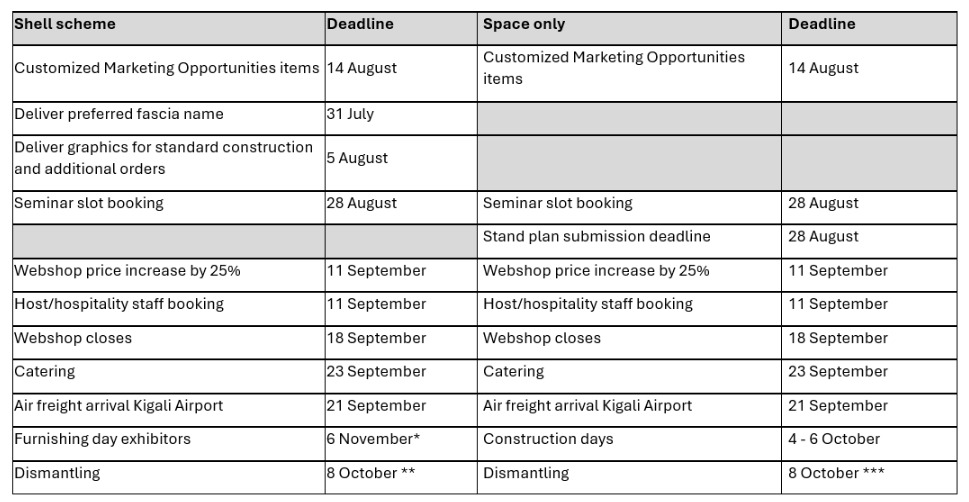 Shell scheme Deadline Space only Deadline
Customized Marketing Opportunities items 14 August Customized Marketing Opportunities items 14 August
Deliver preferred fascia name 31 July
Deliver graphics for standard construction and additional orders 5 August
Seminar slot booking 28 August Seminar slot booking 28 August
Stand plan submission deadline 28 August
Webshop price increase by 25% 11 September Webshop price increase by 25% 11 September
Host/hospitality staff booking 11 September Host/hospitality staff booking 11 September
Webshop closes 18 September Webshop closes 18 September
Catering 23 September Catering 23 September
Air freight arrival Kigali Airport 21 September Air freight arrival Kigali Airport 21 September
Furnishing day exhibitors 6 November* Construction days 4 - 6 October
Dismantling 8 October ** Dismantling 8 October ***